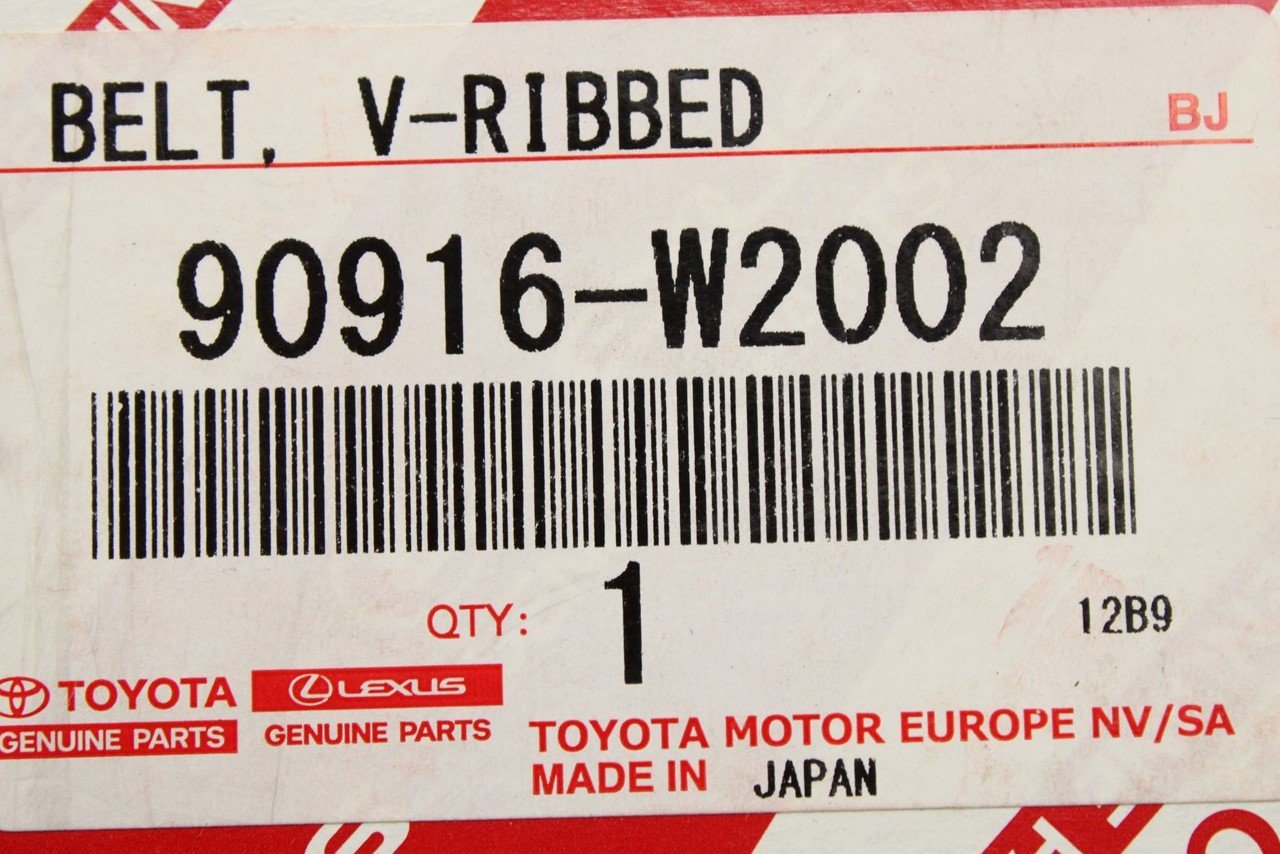 BELT, V-RIBBED
BJ
90916-W2002
QTY: 1
12B9
TOYOTA
GENUINE PARTS
LEXUS
GENUINE PARTS
TOYOTA MOTOR EUROPE NV/SA
MADE IN JAPAN